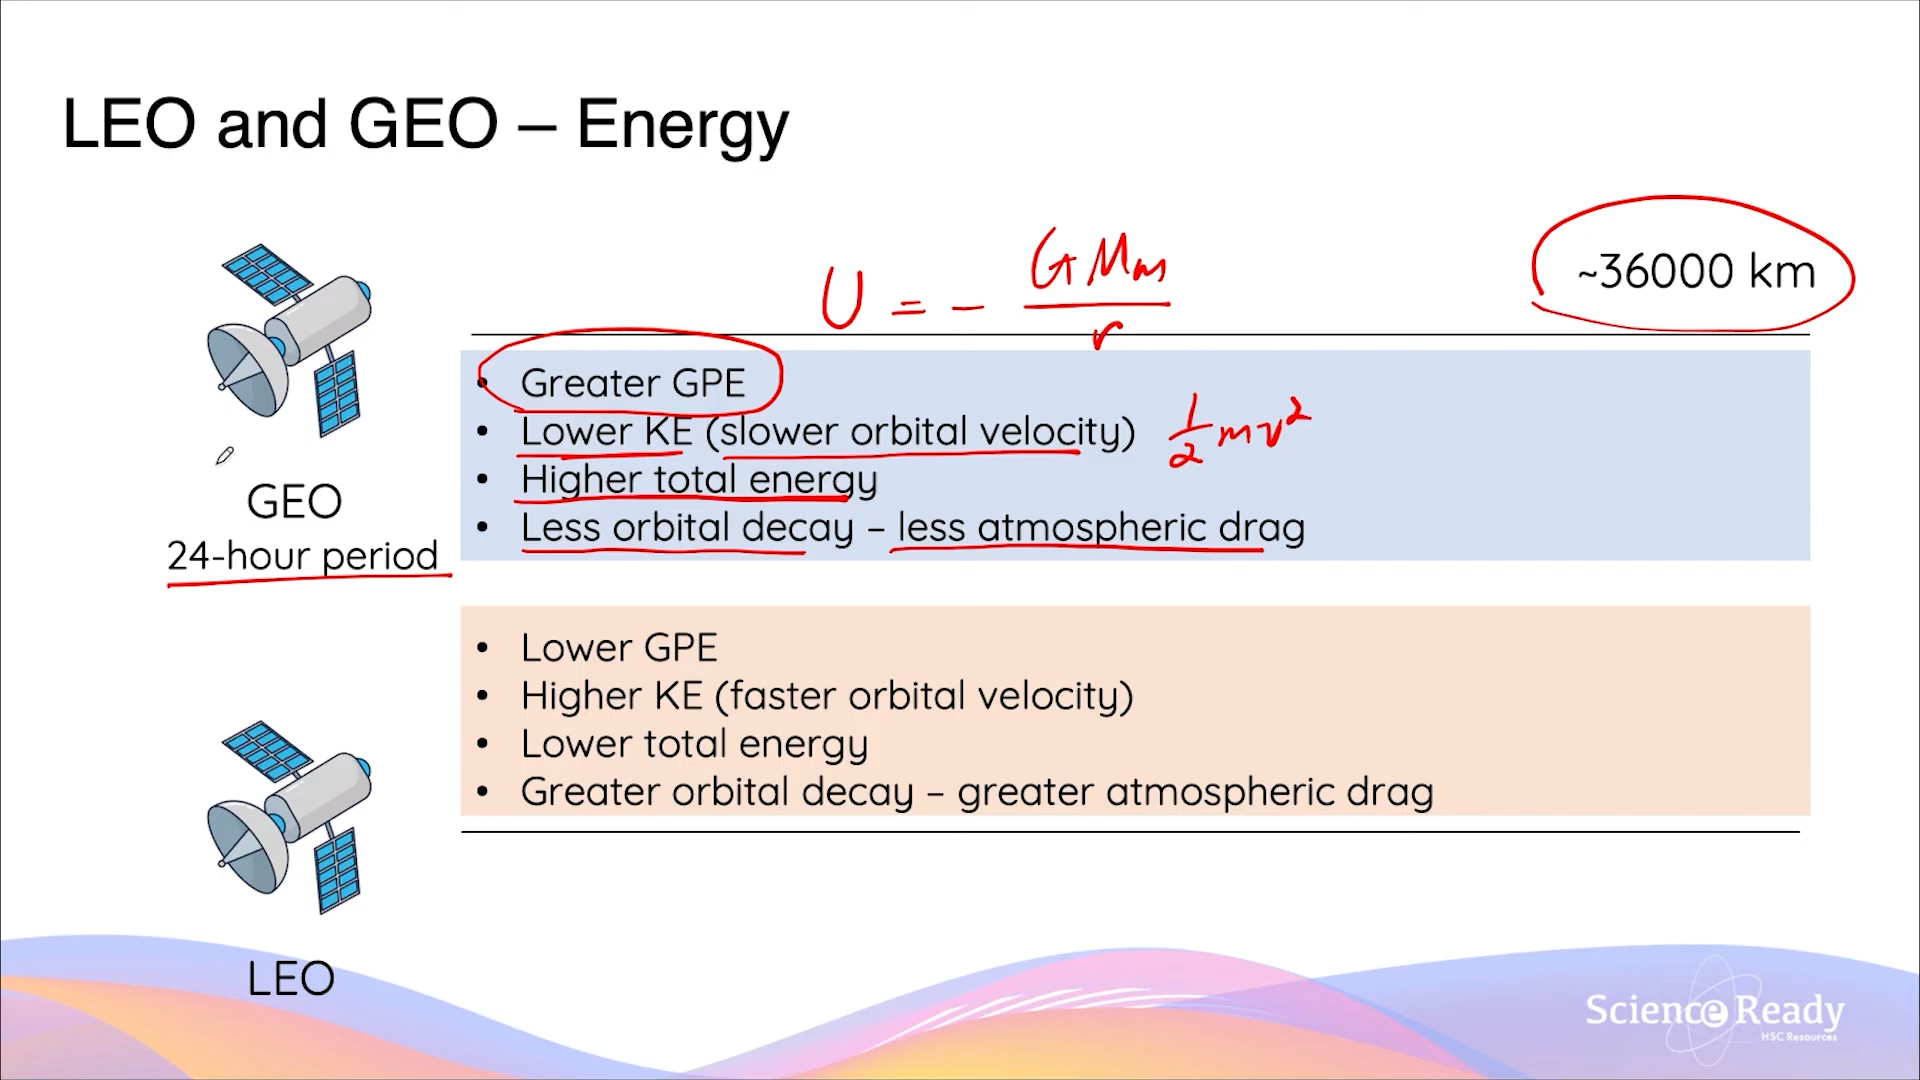 LEO and GEO – Energy
U = - GMm
r
~36000 km
• Greater GPE
• Lower KE (slower orbital velocity) 1/2 mv²
• Higher total energy
• Less orbital decay – less atmospheric drag
GEO
24-hour period
• Lower GPE
• Higher KE (faster orbital velocity)
• Lower total energy
• Greater orbital decay – greater atmospheric drag
LEO
Science Ready
HSC Resources